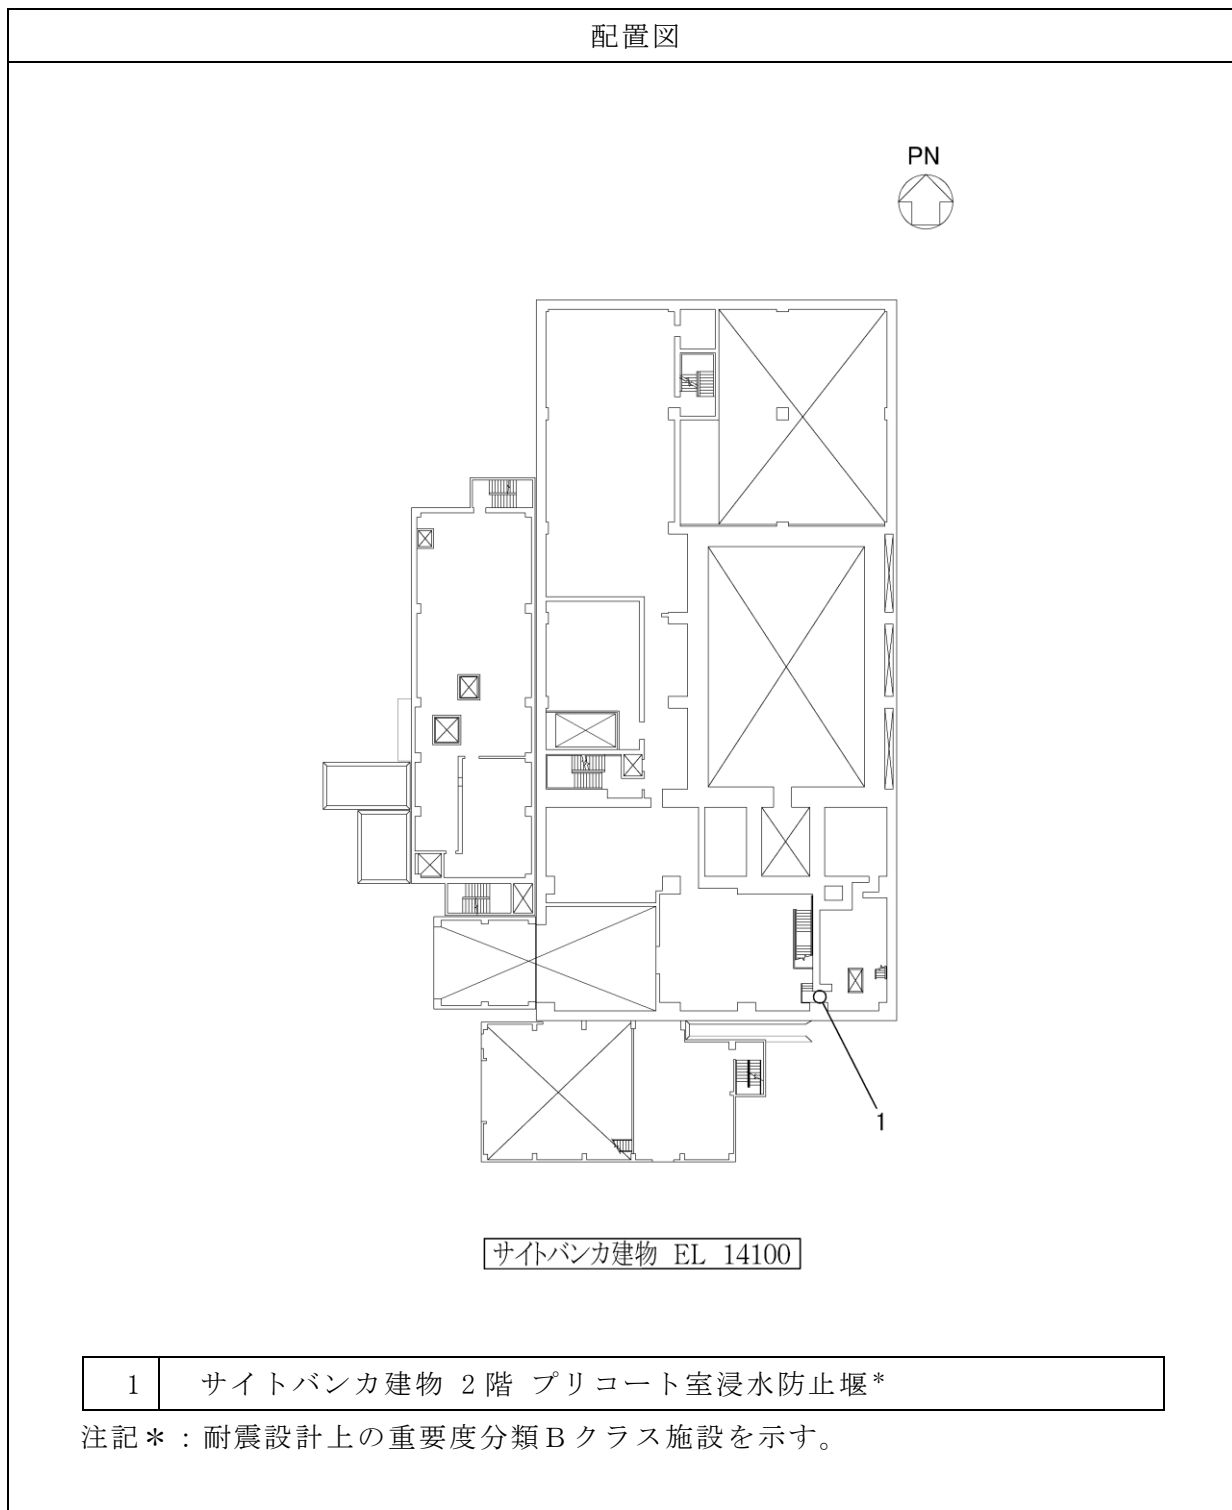 配置図
PN
1
サイトバンカ建物 EL 14100
1 サイトバンカ建物 2階 プリコート室浸水防止堰*
注記*:耐震設計上の重要度分類Bクラス施設を示す。